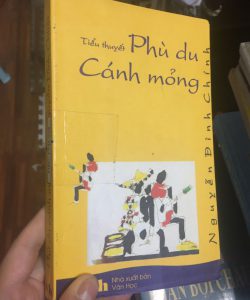 Tiểu thuyết
Phù du
Cánh mỏng
Nguyễn Đình Chính
h
Nhà xuất bản
Văn Học